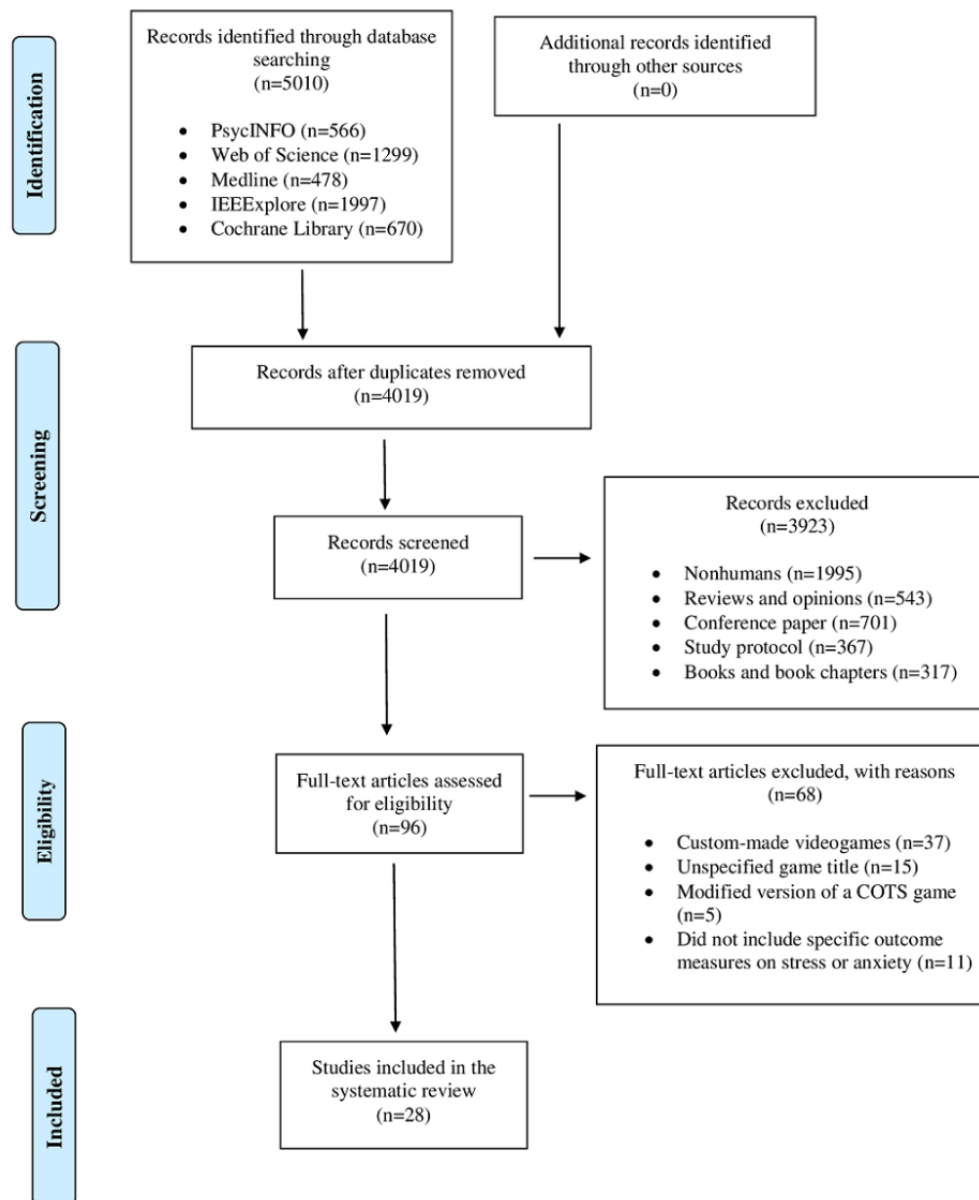 Identification
Records identified through database
searching
(n=5010)
• PsycINFO (n=566)
• Web of Science (n=1299)
• Medline (n=478)
• IEEExplore (n=1997)
• Cochrane Library (n=670)
Additional records identified
through other sources
(n=0)
Screening
Records after duplicates removed
(n=4019)
Records screened
(n=4019)
Records excluded
(n=3923)
• Nonhumans (n=1995)
• Reviews and opinions (n=543)
• Conference paper (n=701)
• Study protocol (n=367)
• Books and book chapters (n=317)
Eligibility
Full-text articles assessed
for eligibility
(n=96)
Full-text articles excluded, with reasons
(n=68)
• Custom-made videogames (n=37)
• Unspecified game title (n=15)
• Modified version of a COTS game
(n=5)
• Did not include specific outcome
measures on stress or anxiety (n=11)
Included
Studies included in the
systematic review
(n=28)